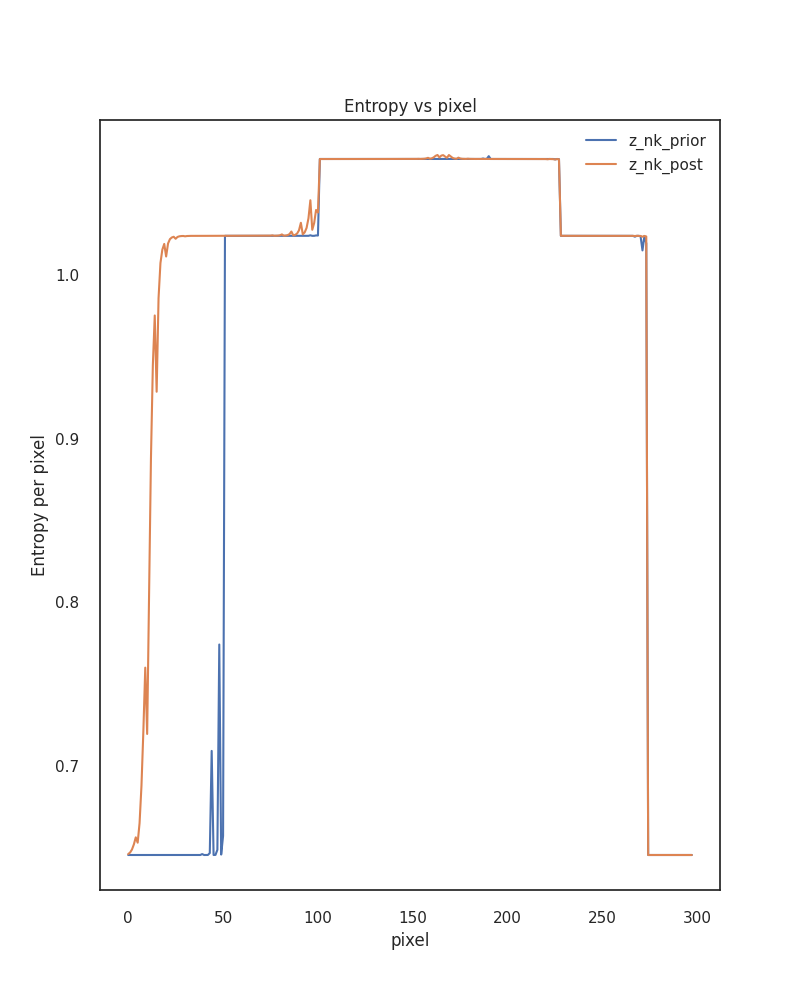 Entropy vs pixel
z_nk_prior
z_nk_post
1.0
0.9
0.8
0.7
Entropy per pixel
0 50 100 150 200 250 300
pixel